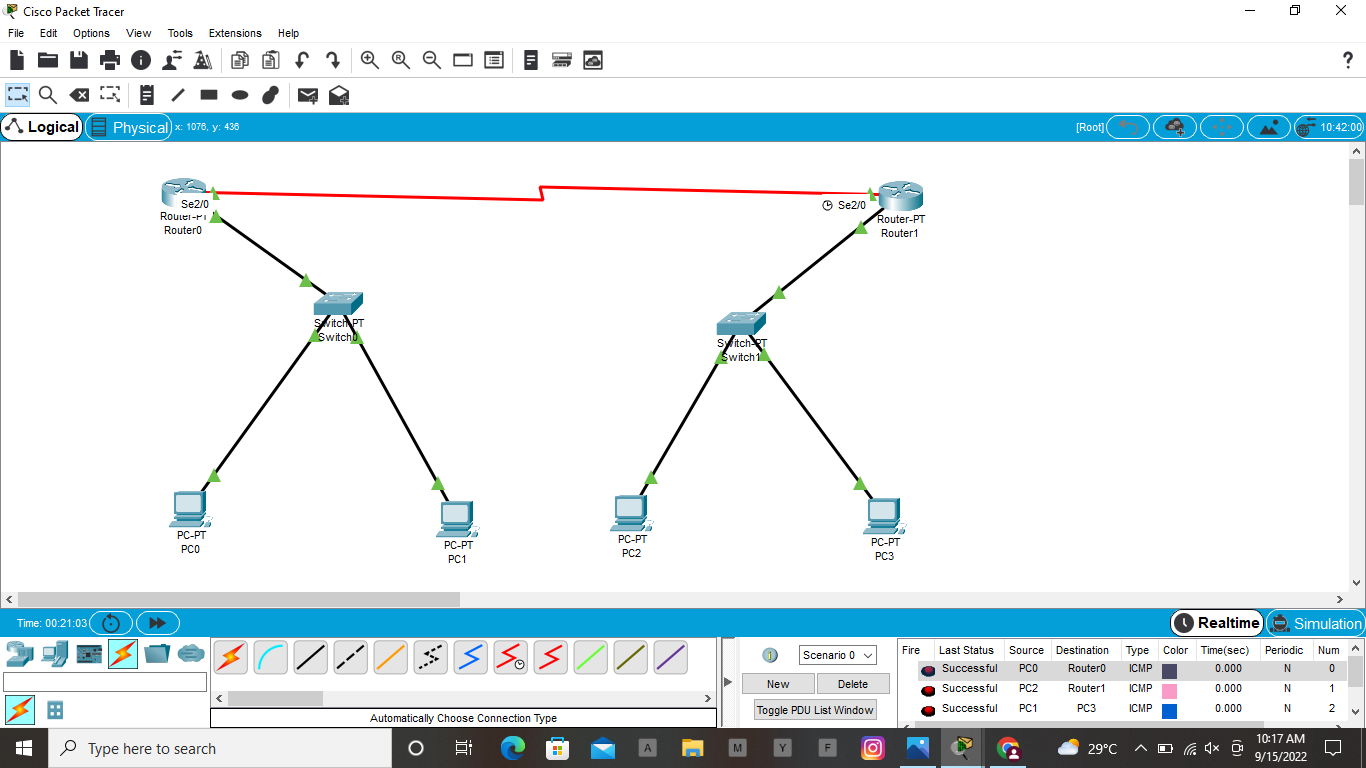 Cisco Packet Tracer
File Edit Options View Tools Extensions Help
?
Logical Physical x: 1076, y: 436 [Root] 10:42:00
Se2/0
Router-PT
Router0
Se2/0
Router-PT
Router1
Switch-PT
Switch0
Switch-PT
Switch1
PC-PT
PC0
PC-PT
PC1
PC-PT
PC2
PC-PT
PC3
Time: 00:21:03 Realtime Simulation
Scenario 0
New Delete
Toggle PDU List Window
Automatically Choose Connection Type
Fire Last Status Source Destination Type Color Time(sec) Periodic Num
Successful PC0 Router0 ICMP 0.000 N 0
Successful PC2 Router1 ICMP 0.000 N 1
Successful PC1 PC3 ICMP 0.000 N 2
Type here to search
A M Y F
29°C
10:17 AM
9/15/2022